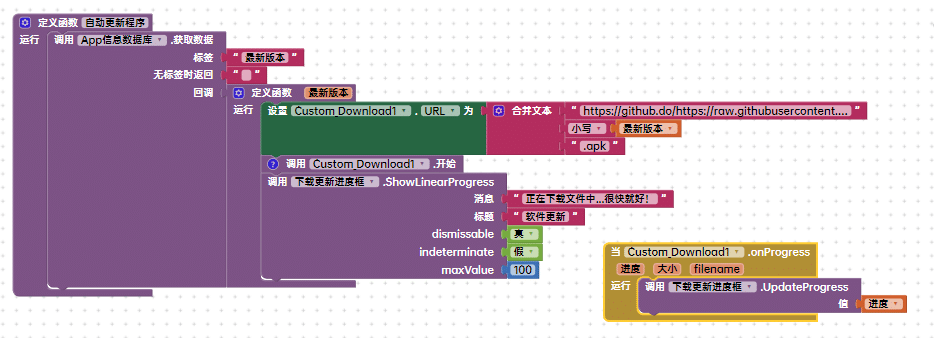 定义函数 自动更新程序
运行 调用 App信息数据库 .获取数据
标签 “ 最新版本 ”
无标签时返回 “ ”
回调 定义函数 最新版本
运行 设置 Custom_Download1 . URL 为 合并文本 “ https://github.do/https://raw.githubusercontent.... ”
小写 最新版本
“ .apk ”
? 调用 Custom_Download1 .开始
调用 下载更新进度框 .ShowLinearProgress
消息 “ 正在下载文件中...很快就好！ ”
标题 “ 软件更新 ”
dismissable 真
indeterminate 假
maxValue 100
当 Custom_Download1 .onProgress
进度 大小 filename
运行 调用 下载更新进度框 .UpdateProgress
值 进度